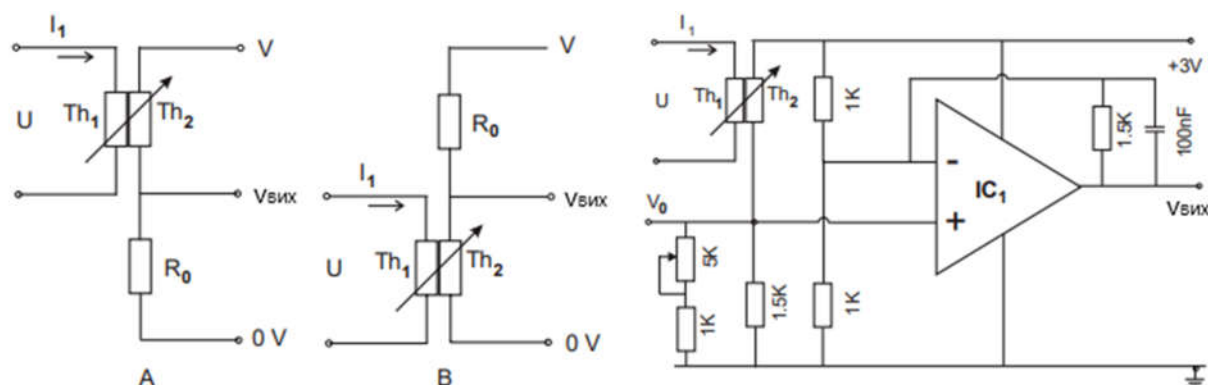 I₁
V
U
Th₁
Th₂
Vвих
R₀
0 V
A
V
R₀
I₁
Vвих
U
Th₁
Th₂
0 V
B
I₁
U
Th₁
Th₂
1K
+3V
1.5K
100nF
-
IC₁
+
Vвих
V₀
5K
1K
1.5K
1K